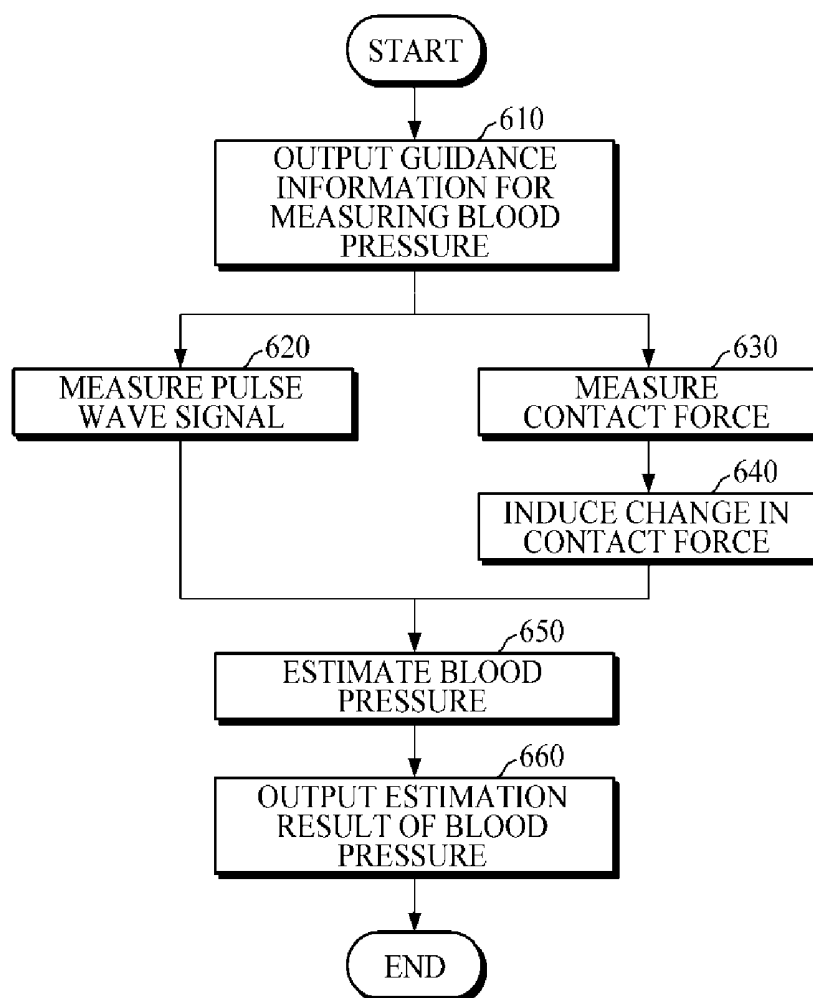 START
610
OUTPUT GUIDANCE
INFORMATION FOR
MEASURING BLOOD
PRESSURE
620
MEASURE PULSE
WAVE SIGNAL
630
MEASURE
CONTACT FORCE
640
INDUCE CHANGE IN
CONTACT FORCE
650
ESTIMATE BLOOD
PRESSURE
660
OUTPUT ESTIMATION
RESULT OF BLOOD
PRESSURE
END